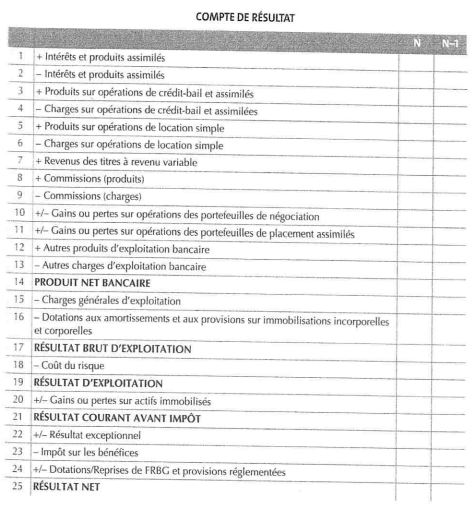 COMPTE DE RÉSULTAT
N N–1
1 + Intérêts et produits assimilés
2 – Intérêts et produits assimilés
3 + Produits sur opérations de crédit-bail et assimilés
4 – Charges sur opérations de crédit-bail et assimilées
5 + Produits sur opérations de location simple
6 – Charges sur opérations de location simple
7 + Revenus des titres à revenu variable
8 + Commissions (produits)
9 – Commissions (charges)
10 +/– Gains ou pertes sur opérations des portefeuilles de négociation
11 +/– Gains ou pertes sur opérations des portefeuilles de placement assimilés
12 + Autres produits d'exploitation bancaire
13 – Autres charges d'exploitation bancaire
14 PRODUIT NET BANCAIRE
15 – Charges générales d'exploitation
16 – Dotations aux amortissements et aux provisions sur immobilisations incorporelles
et corporelles
17 RÉSULTAT BRUT D'EXPLOITATION
18 – Coût du risque
19 RÉSULTAT D'EXPLOITATION
20 +/– Gains ou pertes sur actifs immobilisés
21 RÉSULTAT COURANT AVANT IMPÔT
22 +/– Résultat exceptionnel
23 – Impôt sur les bénéfices
24 +/– Dotations/Reprises de FRBG et provisions réglementées
25 RÉSULTAT NET